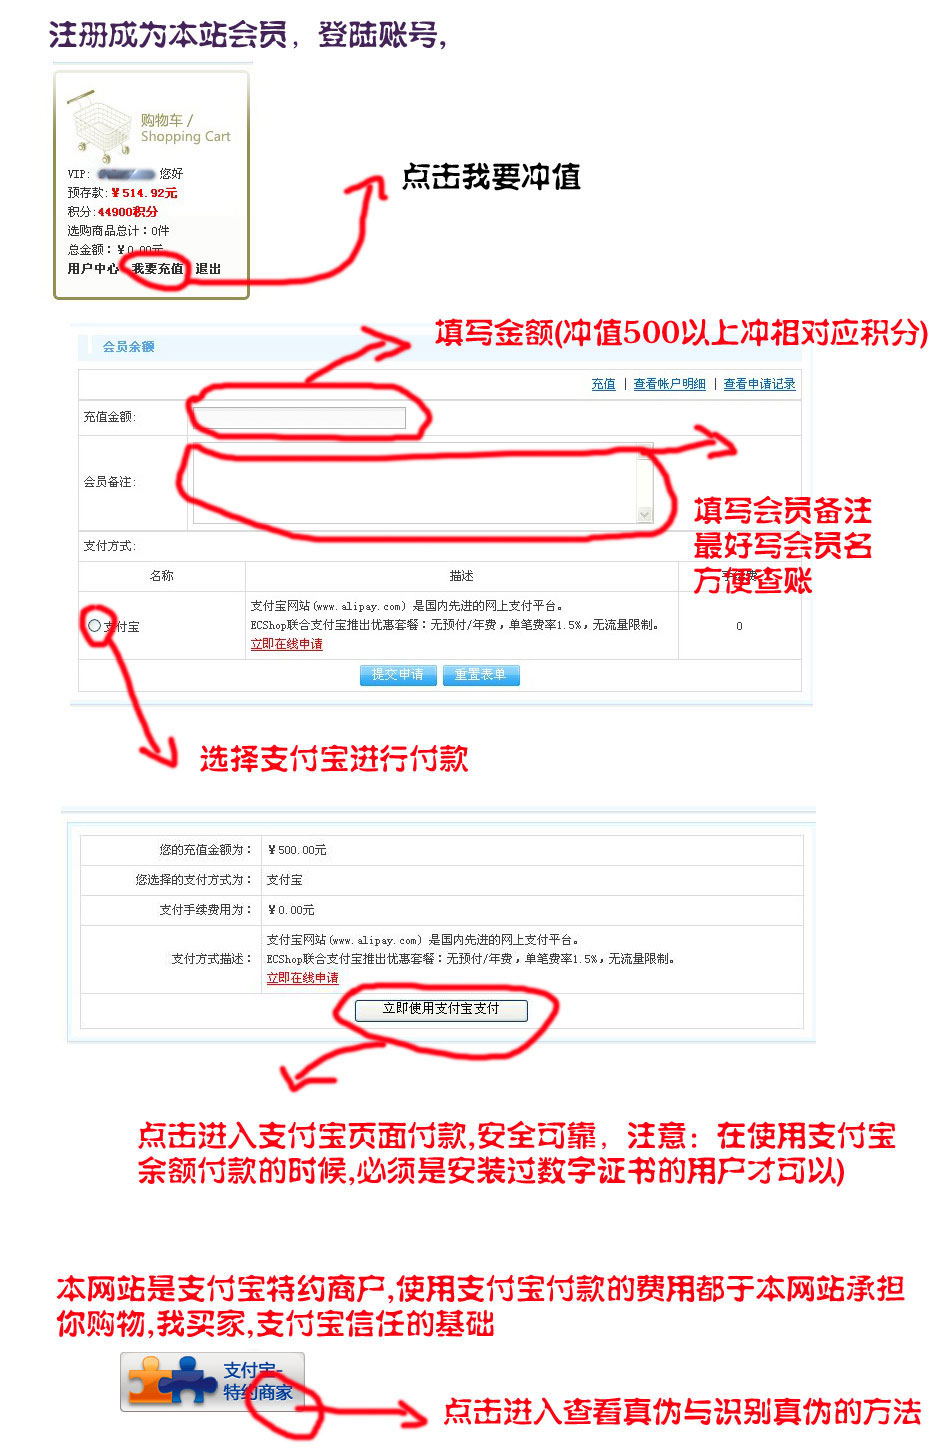 注册成为本站会员，登陆账号，
购物车 /
Shopping Cart
VIP: 您好
预存款:￥514.92元
积分:44900积分
选购商品总计：0件
总金额：￥0.00元
用户中心 我要充值 退出
点击我要冲值
填写金额(冲值500以上冲相对应积分)
会员余额
充值 | 查看帐户明细 | 查看申请记录
充值金额:
会员备注:
填写会员备注
最好写会员名
方便查账
支付方式:
名称 描述
支付宝
支付宝网站(www.alipay.com) 是国内先进的网上支付平台。
ECShop联合支付宝推出优惠套餐：无预付/年费，单笔费率1.5%，无流量限制。
立即在线申请
0
提交申请 重置表单
选择支付宝进行付款
您的充值金额为： ￥500.00元
您选择的支付方式为： 支付宝
支付手续费用为： ￥0.00元
支付方式描述：
支付宝网站(www.alipay.com) 是国内先进的网上支付平台。
ECShop联合支付宝推出优惠套餐：无预付/年费，单笔费率1.5%，无流量限制。
立即在线申请
立即使用支付宝支付
点击进入支付宝页面付款,安全可靠，注意：在使用支付宝
余额付款的时候,必须是安装过数字证书的用户才可以)
本网站是支付宝特约商户,使用支付宝付款的费用都于本网站承担
你购物,我买家,支付宝信任的基础
支付宝-
特约商家
点击进入查看真伪与识别真伪的方法